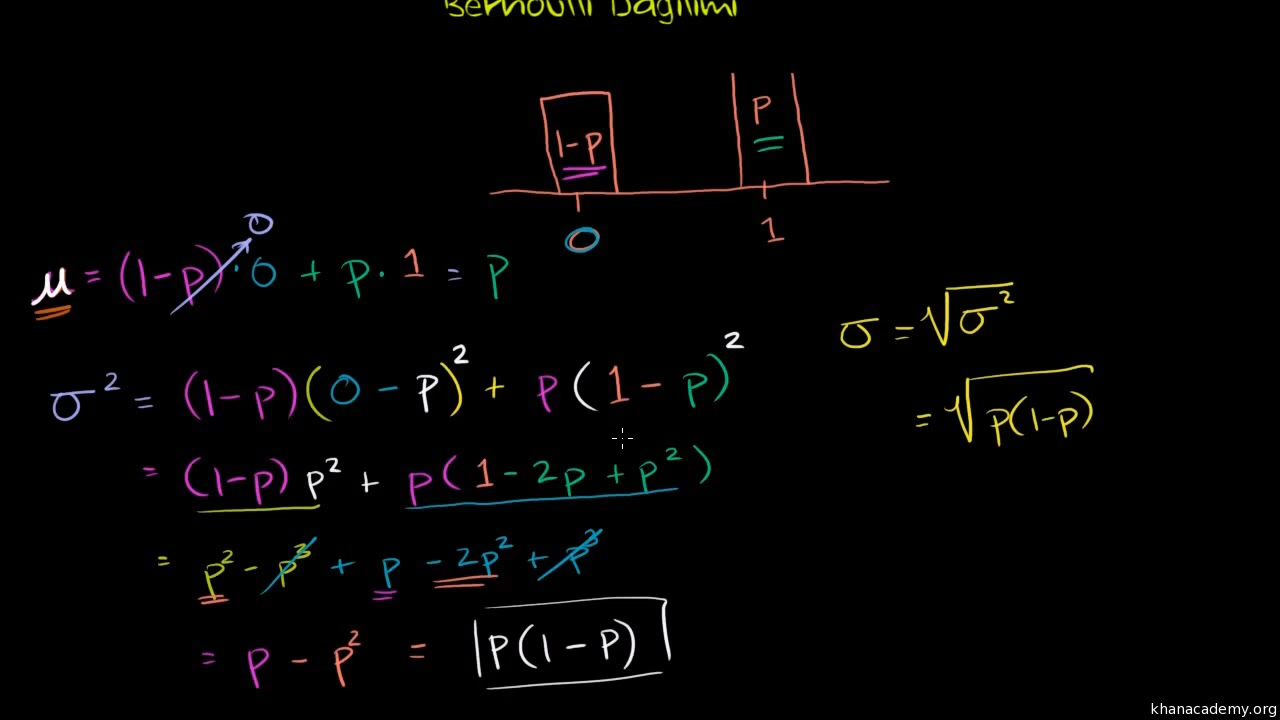 Bernoulli Dağılımı
1-p p
0 1
0
μ = (1-p)·0 + p·1 = p
σ = √σ²
σ² = (1-p)(0-p)² + p(1-p)²
= √p(1-p)
= (1-p) p² + p(1-2p+p²)
= p² - p³ + p - 2p² + p³
= p - p² = p(1-p)
khanacademy.org